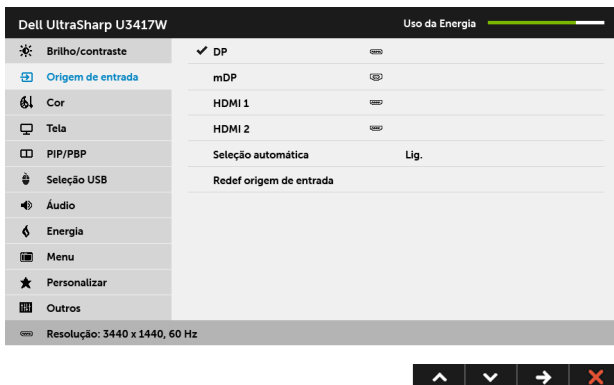 Dell UltraSharp U3417W
Uso da Energia
Brilho/contraste
DP
Origem de entrada
mDP
Cor
HDMI 1
Tela
HDMI 2
PIP/PBP
Seleção automática
Lig.
Seleção USB
Redef origem de entrada
Áudio
Energia
Menu
Personalizar
Outros
Resolução: 3440 x 1440, 60 Hz